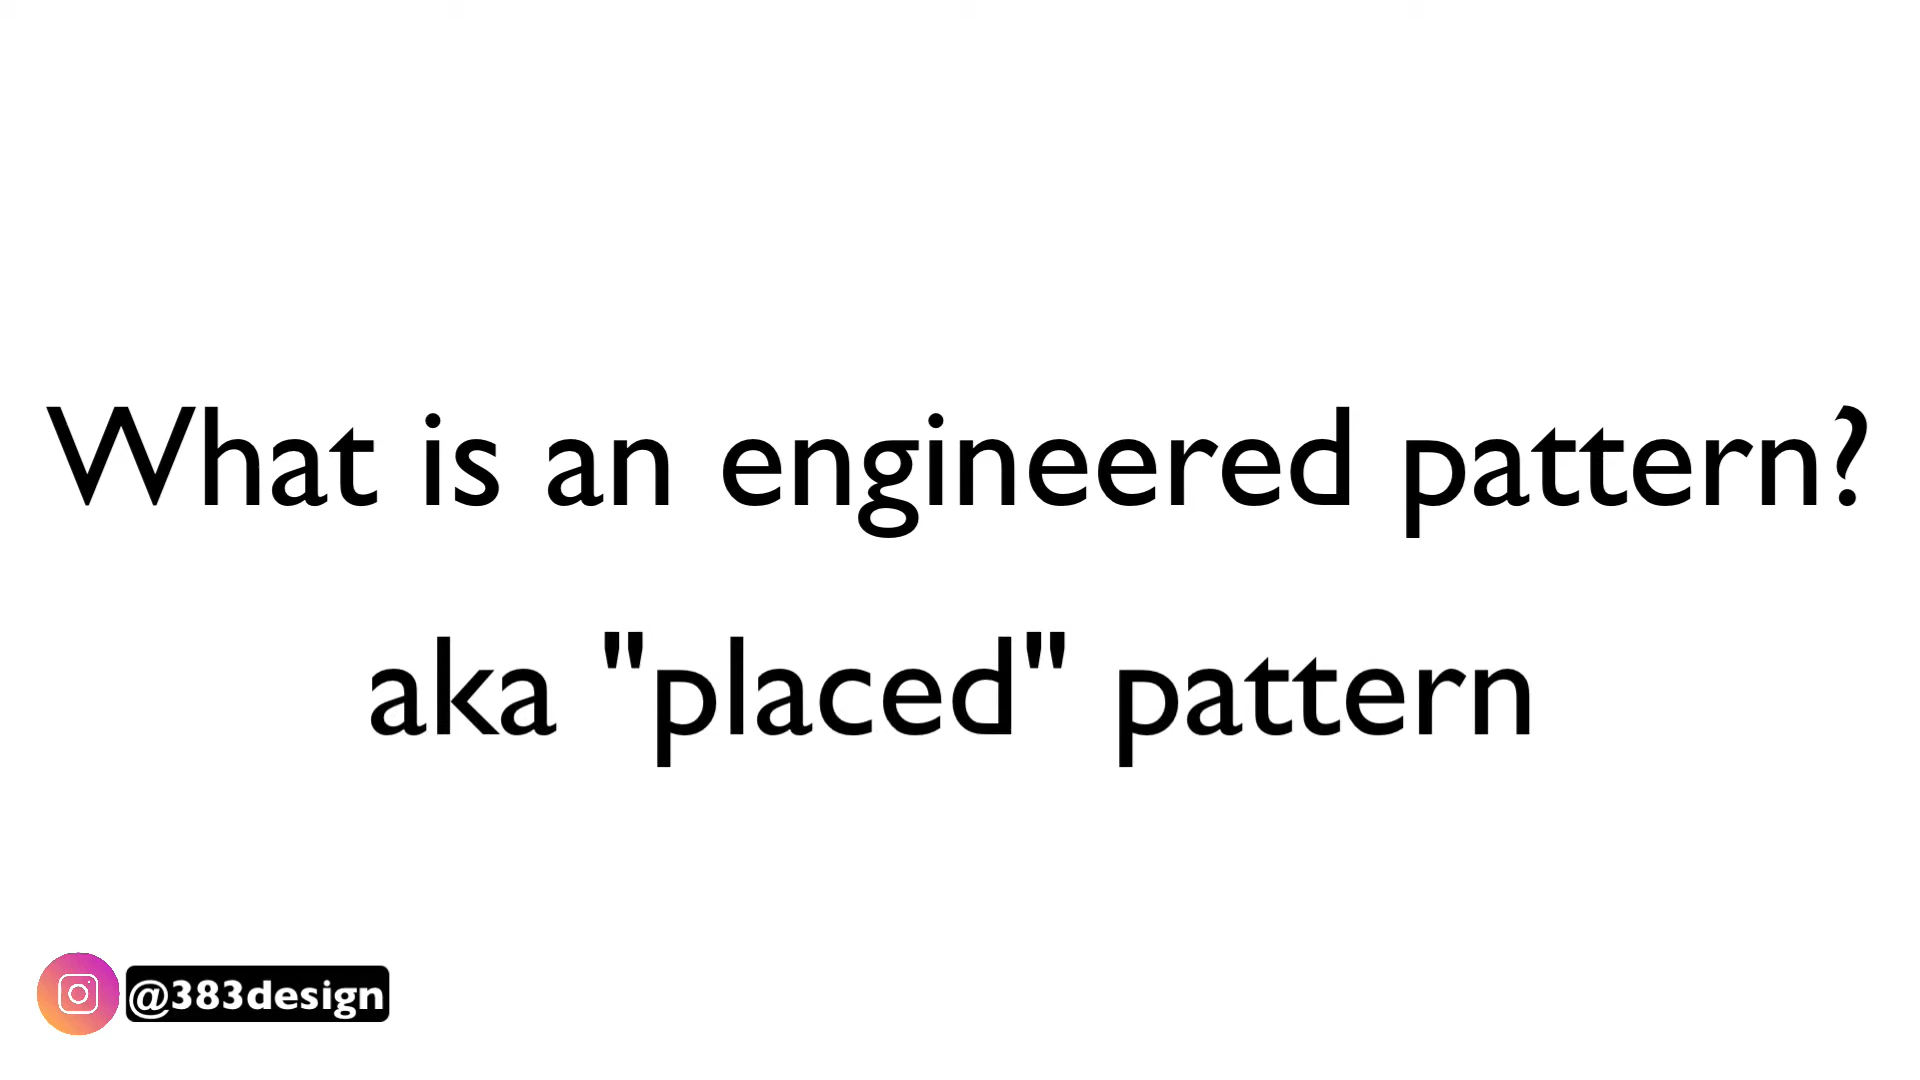 What is an engineered pattern?
aka "placed" pattern
@383design